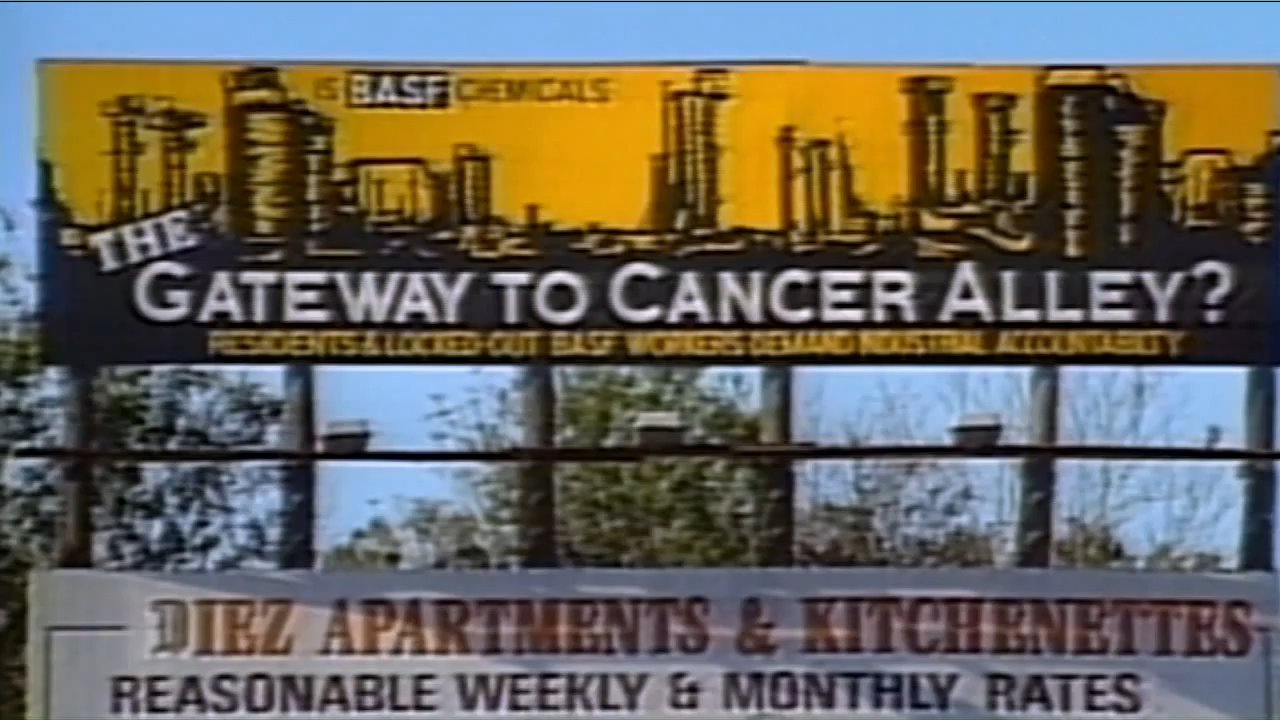 IS BASF CHEMICALS
THE
GATEWAY TO CANCER ALLEY?
RESIDENTS & LOCKED-OUT BASF WORKERS DEMAND INDUSTRIAL ACCOUNTABILITY
DIEZ APARTMENTS & KITCHENETTES
REASONABLE WEEKLY & MONTHLY RATES